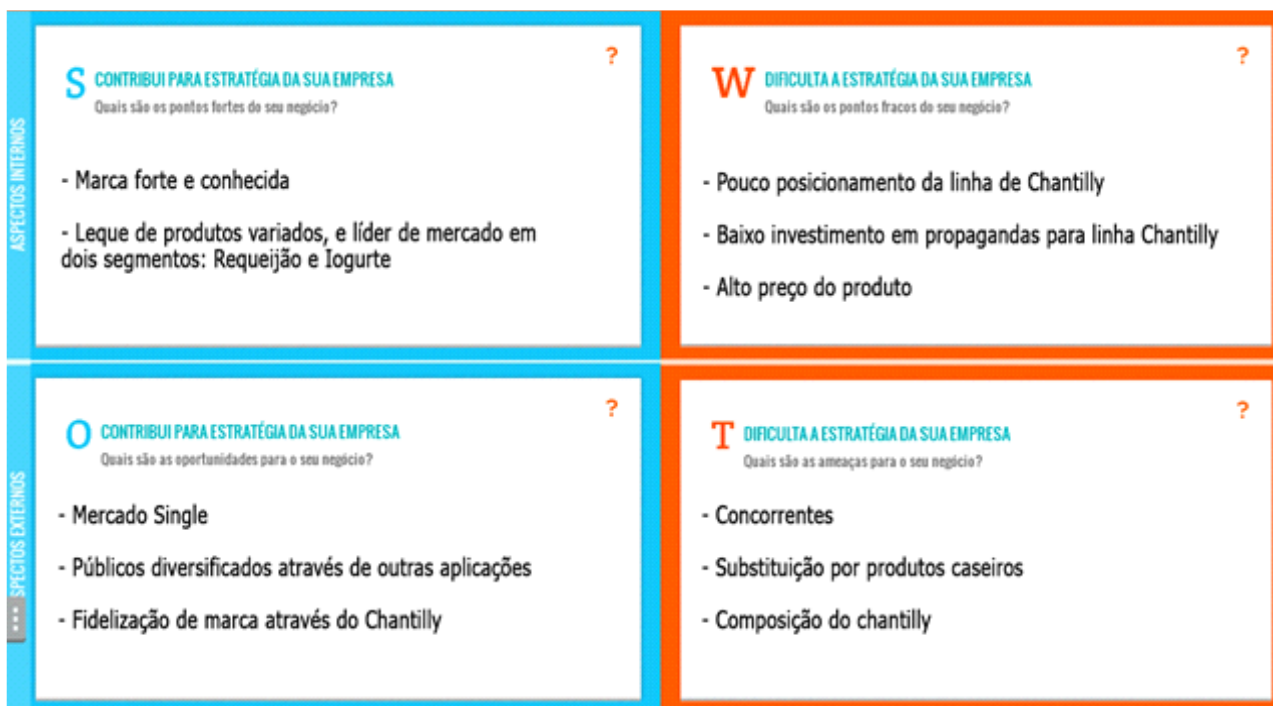 ASPECTOS INTERNOS
?
S CONTRIBUI PARA ESTRATÉGIA DA SUA EMPRESA
Quais são os pontos fortes do seu negócio?
- Marca forte e conhecida
- Leque de produtos variados, e líder de mercado em
dois segmentos: Requeijão e Iogurte
?
W DIFICULTA A ESTRATÉGIA DA SUA EMPRESA
Quais são os pontos fracos do seu negócio?
- Pouco posicionamento da linha de Chantilly
- Baixo investimento em propagandas para linha Chantilly
- Alto preço do produto
SPECTOS EXTERNOS
?
O CONTRIBUI PARA ESTRATÉGIA DA SUA EMPRESA
Quais são as oportunidades para o seu negócio?
- Mercado Single
- Públicos diversificados através de outras aplicações
- Fidelização de marca através do Chantilly
?
T DIFICULTA A ESTRATÉGIA DA SUA EMPRESA
Quais são as ameaças para o seu negócio?
- Concorrentes
- Substituição por produtos caseiros
- Composição do chantilly